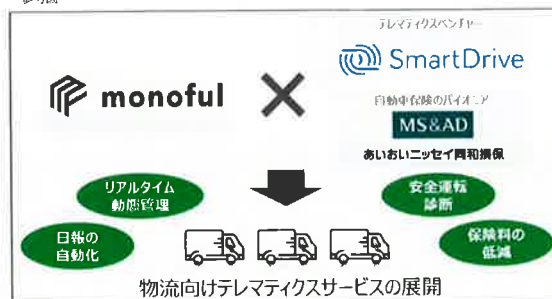 テレマティクスベンチャー
SmartDrive
monoful
自動車保険のパイオニア
MS&AD
あいおいニッセイ同和損保
リアルタイム
動態管理
安全運転
診断
日報の
自動化
保険料の
低減
物流向けテレマティクスサービスの展開